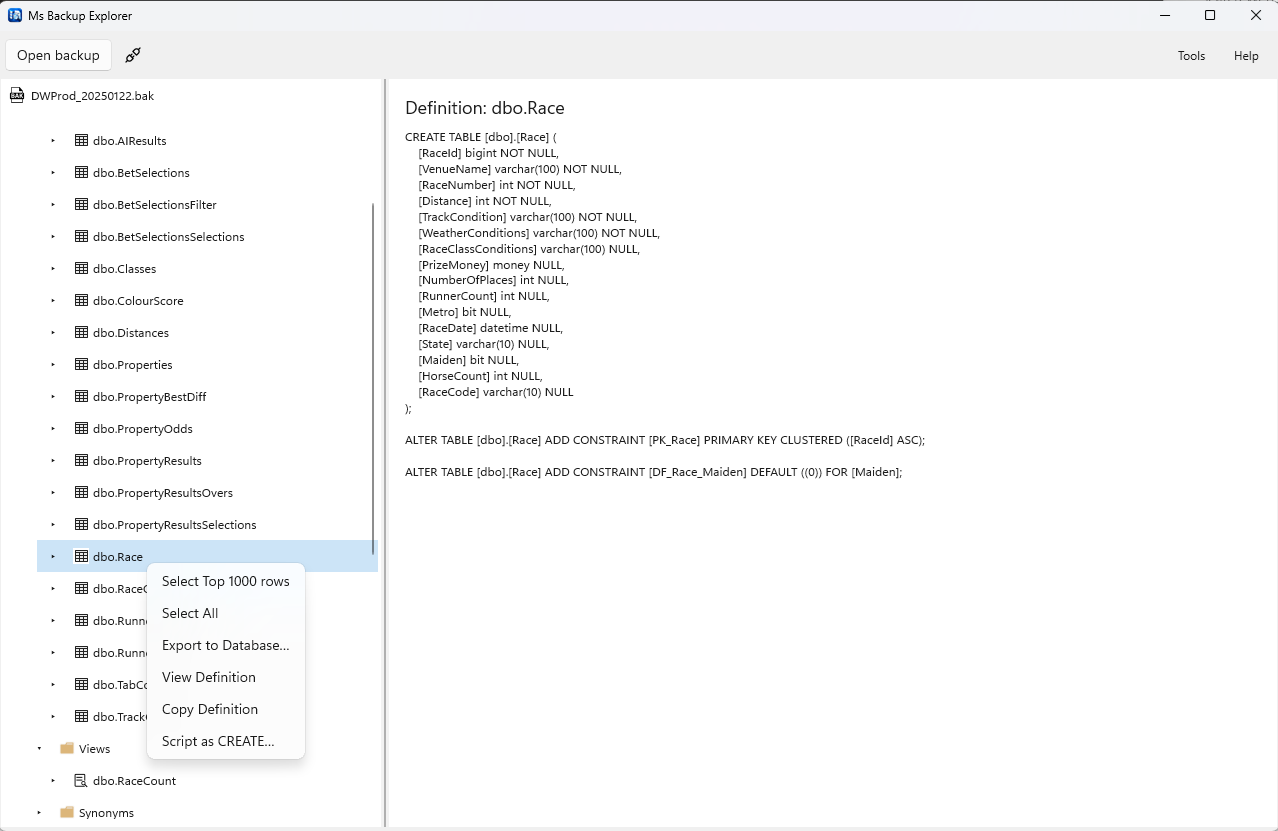 Ms Backup Explorer
Open backup
Tools
Help
DWProd_20250122.bak
dbo.AIResults
dbo.BetSelections
dbo.BetSelectionsFilter
dbo.BetSelectionsSelections
dbo.Classes
dbo.ColourScore
dbo.Distances
dbo.Properties
dbo.PropertyBestDiff
dbo.PropertyOdds
dbo.PropertyResults
dbo.PropertyResultsOvers
dbo.PropertyResultsSelections
dbo.Race
Select Top 1000 rows
Select All
Export to Database...
View Definition
Copy Definition
Script as CREATE...
Views
dbo.RaceCount
Synonyms
Definition: dbo.Race
CREATE TABLE [dbo].[Race] (
[RaceId] bigint NOT NULL,
[VenueName] varchar(100) NOT NULL,
[RaceNumber] int NOT NULL,
[Distance] int NOT NULL,
[TrackCondition] varchar(100) NOT NULL,
[WeatherConditions] varchar(100) NOT NULL,
[RaceClassConditions] varchar(100) NULL,
[PrizeMoney] money NULL,
[NumberOfPlaces] int NULL,
[RunnerCount] int NULL,
[Metro] bit NULL,
[RaceDate] datetime NULL,
[State] varchar(10) NULL,
[Maiden] bit NULL,
[HorseCount] int NULL,
[RaceCode] varchar(10) NULL
);
ALTER TABLE [dbo].[Race] ADD CONSTRAINT [PK_Race] PRIMARY KEY CLUSTERED ([RaceId] ASC);
ALTER TABLE [dbo].[Race] ADD CONSTRAINT [DF_Race_Maiden] DEFAULT ((0)) FOR [Maiden];